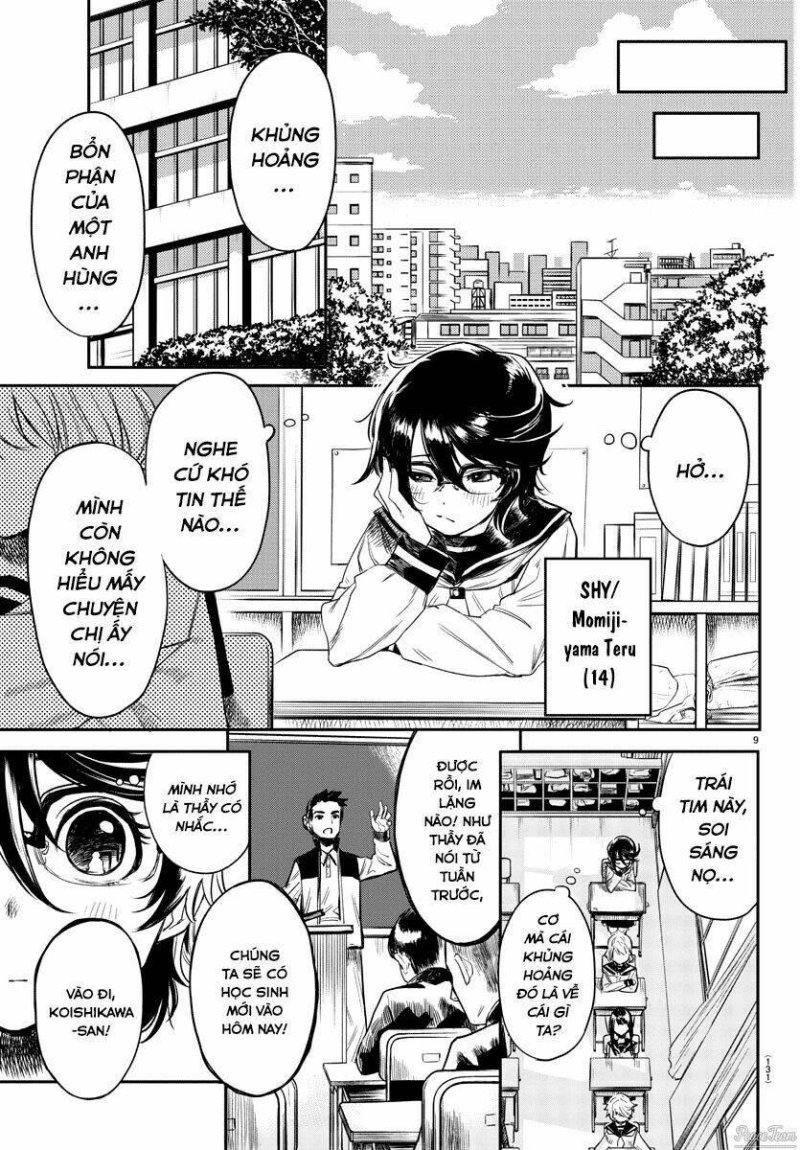 KHỦNG
HOẢNG
...
BỔN
PHẬN
CỦA
MỘT
ANH
HÙNG
...
HỞ...
SHY/
Momiji-
yama Teru
(14)
NGHE
CỨ KHÓ
TIN THẾ
NÀO...
MÌNH
CÒN
KHÔNG
HIỂU MẤY
CHUYỆN
CHỊ ẤY
NÓI...
9
TRÁI
TIM NÀY,
SOI
SÁNG
NỌ...
CƠ
MÀ CÁI
KHỦNG
HOẢNG
ĐÓ LÀ VỀ
CÁI GÌ
TA?
ĐƯỢC
RỒI, IM
LẶNG
NÀO! NHƯ
THẦY ĐÃ
NÓI TỪ
TUẦN
TRƯỚC,
CHÚNG
TA SẼ CÓ
HỌC SINH
MỚI VÀO
HÔM NAY!
MÌNH NHỚ
LÀ THẦY CÓ
NHẮC...
VÀO ĐI,
KOISHIKAWA-
SAN!
(131)